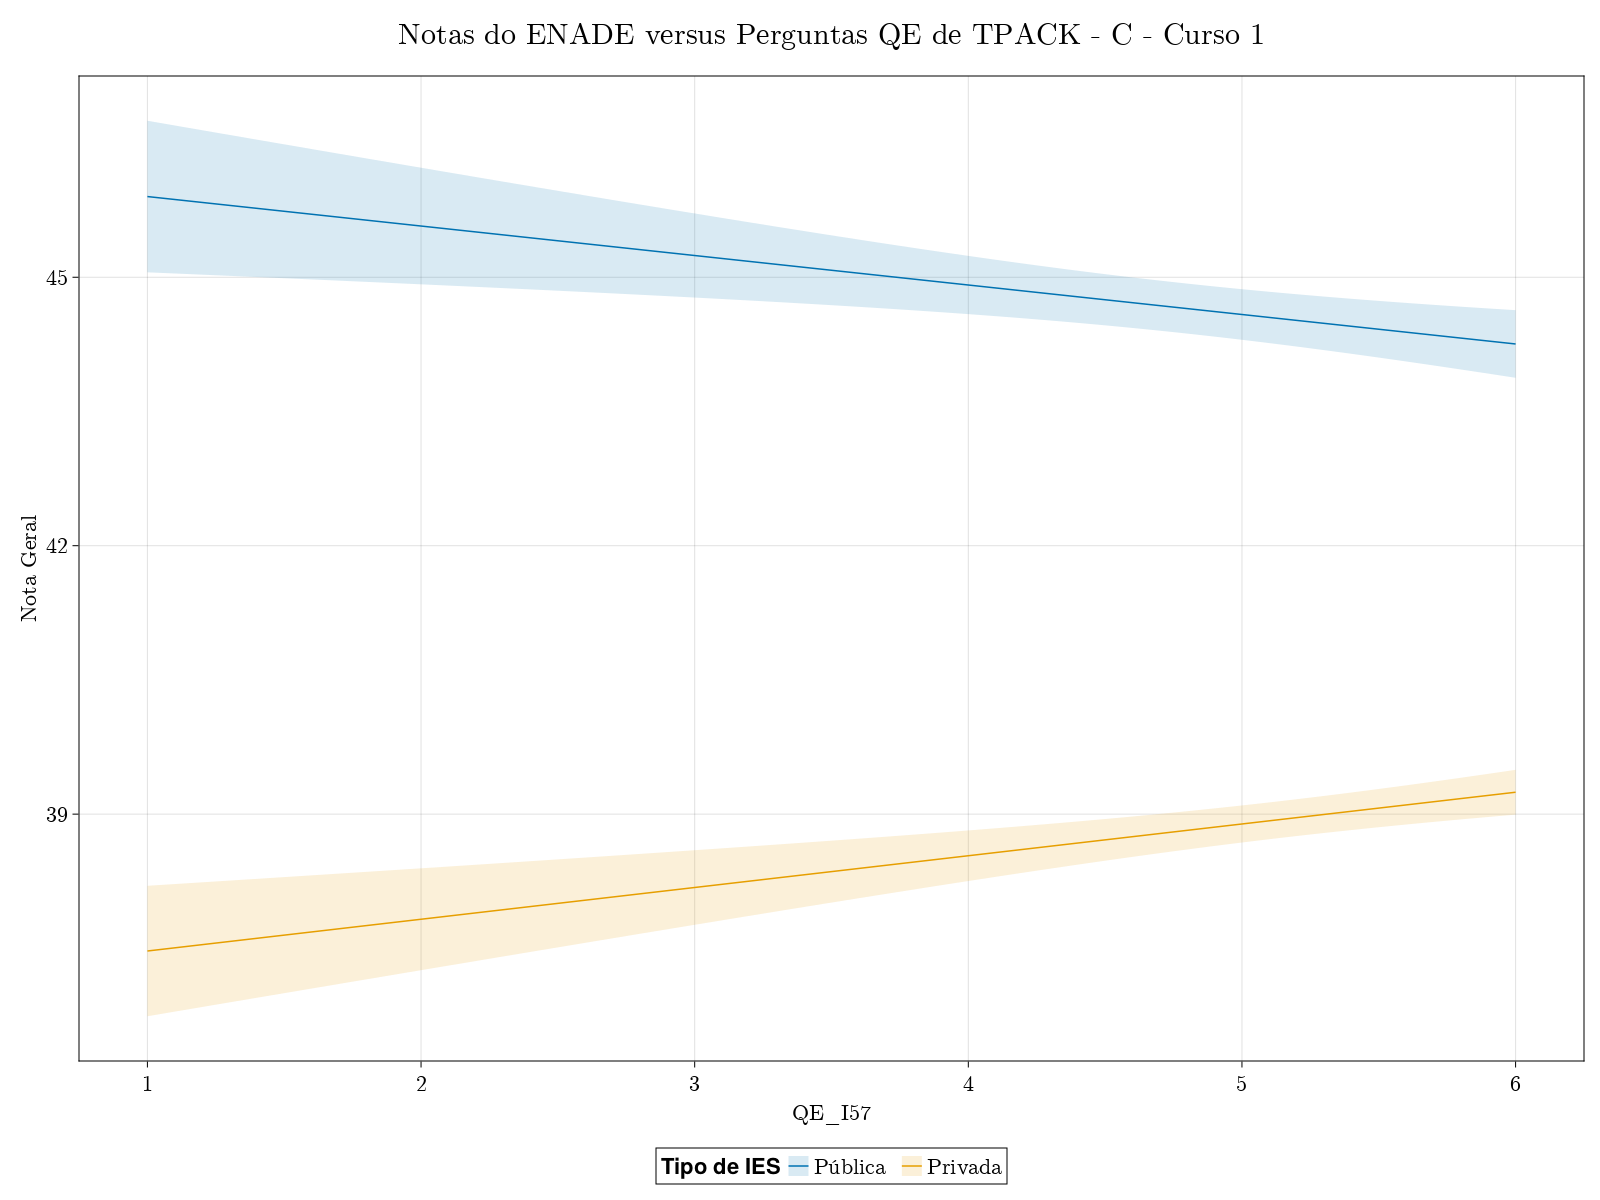 Notas do ENADE versus Perguntas QE de TPACK - C - Curso 1
Nota Geral
45
42
39
1 2 3 4 5 6
QE_I57
Tipo de IES Pública Privada